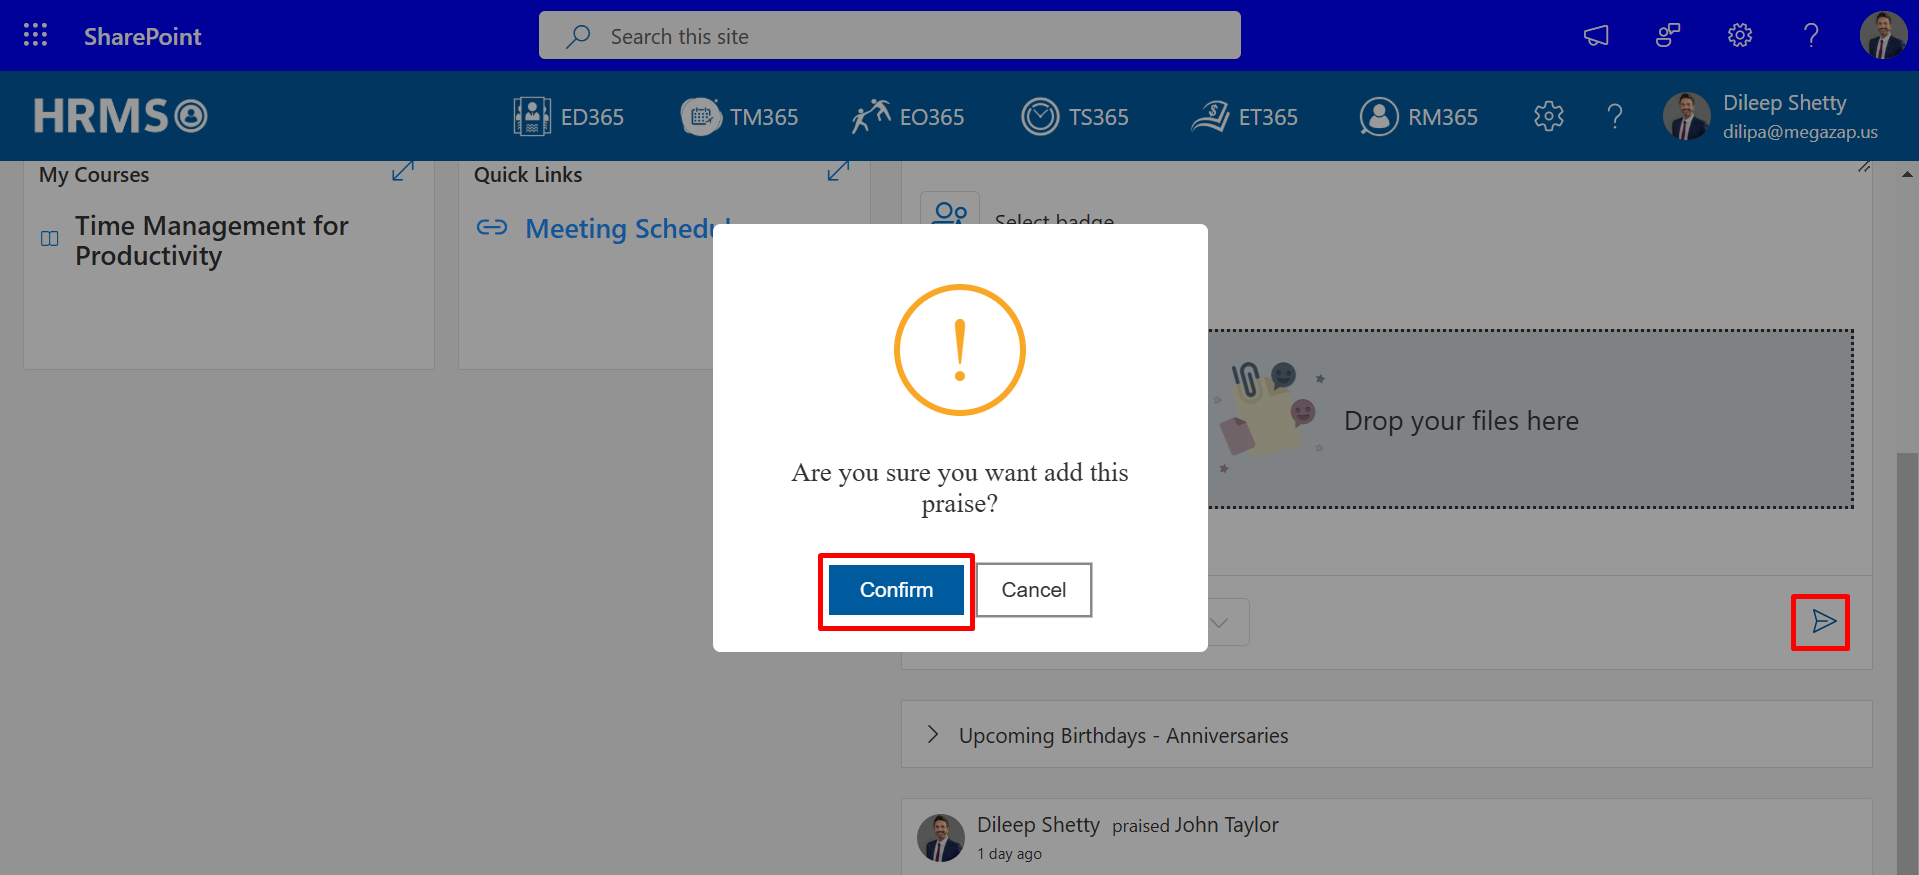 SharePoint
Search this site
HRMS
ED365
TM365
EO365
TS365
ET365
RM365
Dileep Shetty
dilipa@megazap.us
My Courses
Time Management for
Productivity
Quick Links
Meeting
Select badge
Drop your files here
Are you sure you want add this
praise?
Confirm
Cancel
Upcoming Birthdays - Anniversaries
Dileep Shetty praised John Taylor
1 day ago